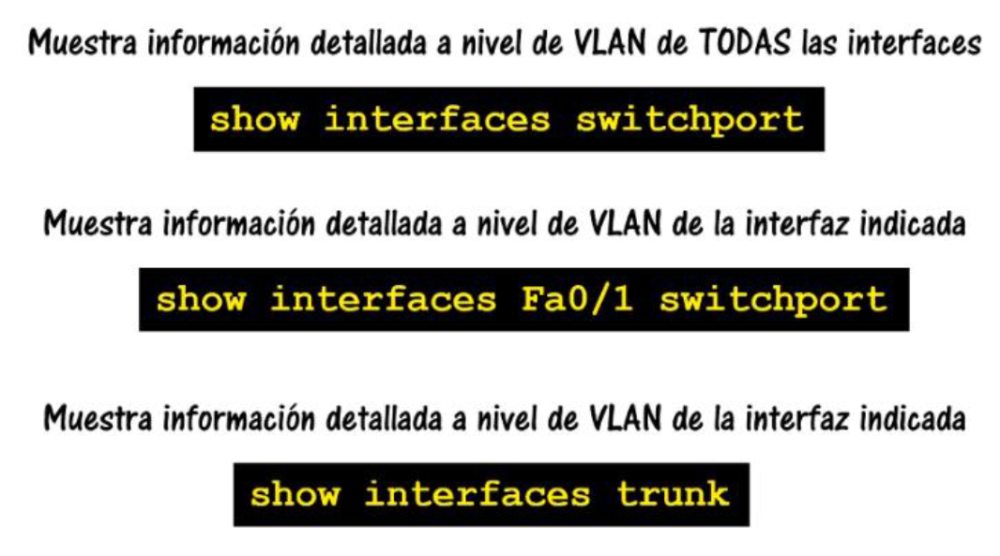 Muestra información detallada a nivel de VLAN de TODAS las interfaces
show interfaces switchport
Muestra información detallada a nivel de VLAN de la interfaz indicada
show interfaces Fa0/1 switchport
Muestra información detallada a nivel de VLAN de la interfaz indicada
show interfaces trunk